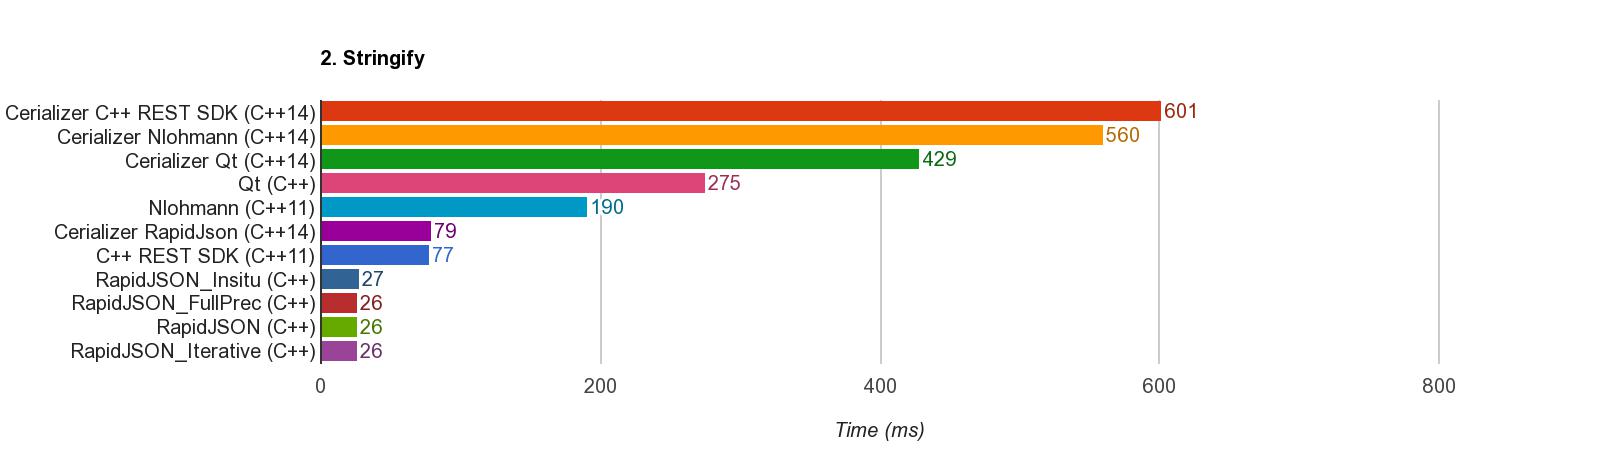 2. Stringify
Cerializer C++ REST SDK (C++14) 601
Cerializer Nlohmann (C++14) 560
Cerializer Qt (C++14) 429
Qt (C++) 275
Nlohmann (C++11) 190
Cerializer RapidJson (C++14) 79
C++ REST SDK (C++11) 77
RapidJSON_Insitu (C++) 27
RapidJSON_FullPrec (C++) 26
RapidJSON (C++) 26
RapidJSON_Iterative (C++) 26
0 200 400 600 800
Time (ms)